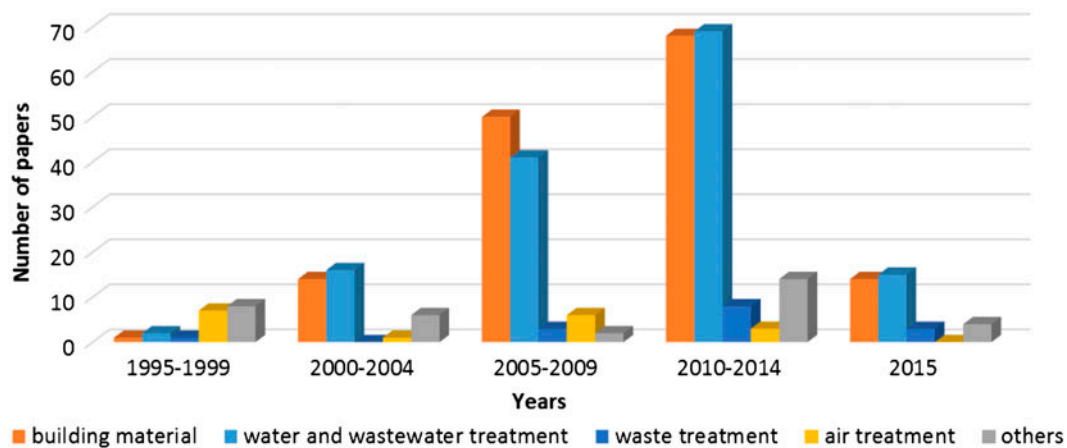 70
60
50
40
30
20
10
0
Number of papers
1995-1999 2000-2004 2005-2009 2010-2014 2015
Years
building material water and wastewater treatment waste treatment air treatment others